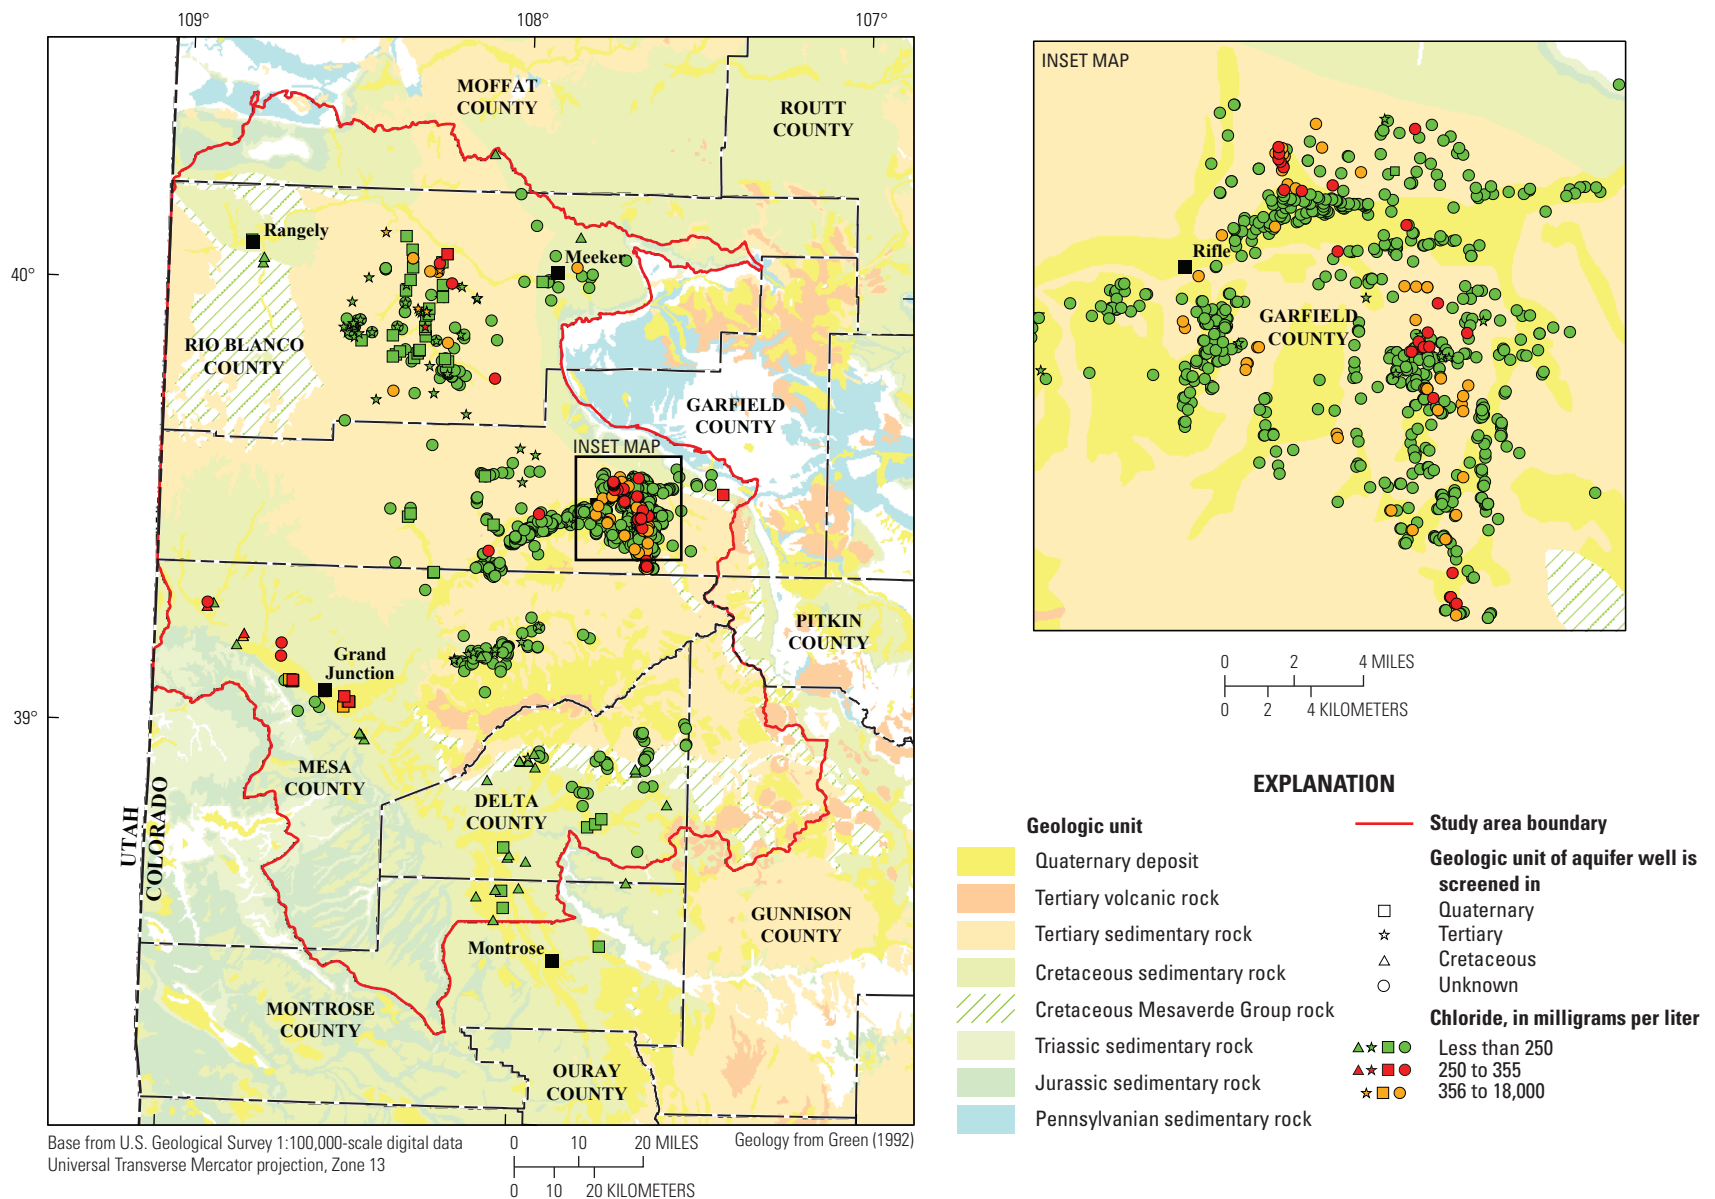 109°
108°
107°
40°
39°
MOFFAT
COUNTY
ROUTT
COUNTY
Rangely
Meeker
RIO BLANCO
COUNTY
GARFIELD
COUNTY
INSET MAP
PITKIN
COUNTY
Grand
Junction
MESA
COUNTY
DELTA
COUNTY
UTAH
COLORADO
GUNNISON
COUNTY
Montrose
MONTROSE
COUNTY
OURAY
COUNTY
Base from U.S. Geological Survey 1:100,000-scale digital data
Universal Transverse Mercator projection, Zone 13
0 10 20 MILES
0 10 20 KILOMETERS
Geology from Green (1992)
INSET MAP
Rifle
GARFIELD
COUNTY
0 2 4 MILES
0 2 4 KILOMETERS
EXPLANATION
Geologic unit
Quaternary deposit
Tertiary volcanic rock
Tertiary sedimentary rock
Cretaceous sedimentary rock
Cretaceous Mesaverde Group rock
Triassic sedimentary rock
Jurassic sedimentary rock
Pennsylvanian sedimentary rock
Study area boundary
Geologic unit of aquifer well is
screened in
Quaternary
Tertiary
Cretaceous
Unknown
Chloride, in milligrams per liter
Less than 250
250 to 355
356 to 18,000